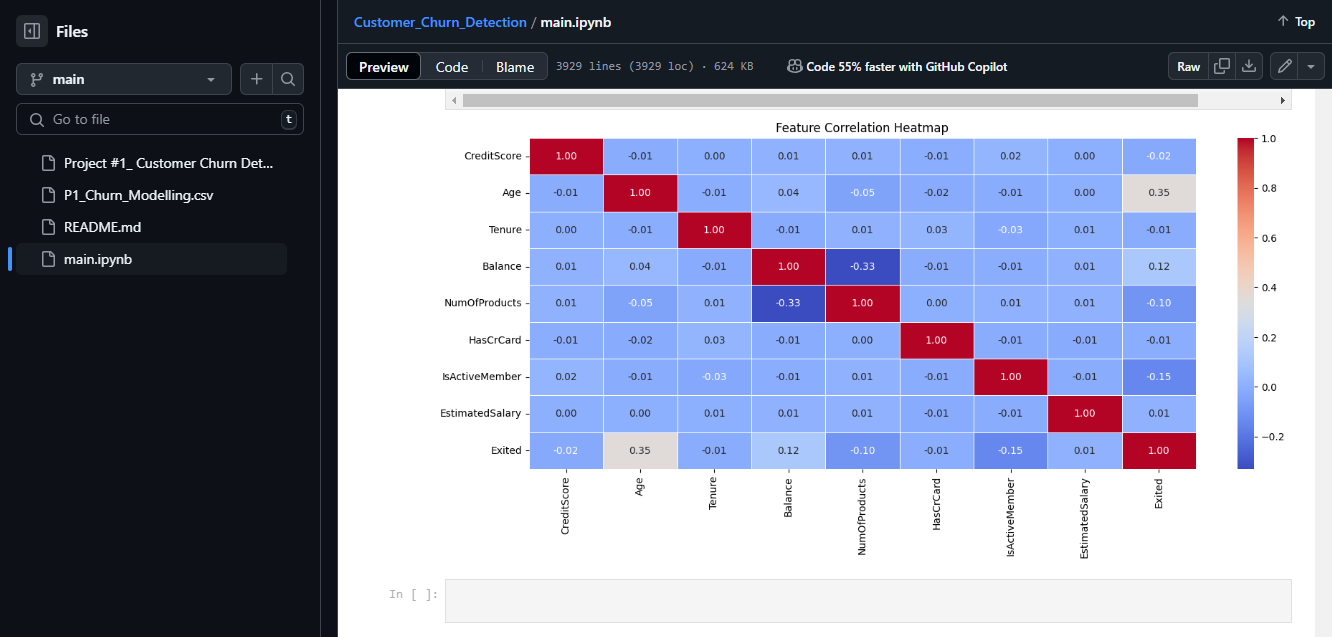 Files
main
Go to file
t
Project #1_ Customer Churn Det...
P1_Churn_Modelling.csv
README.md
main.ipynb
Customer_Churn_Detection / main.ipynb
Top
Preview Code Blame 3929 lines (3929 loc) · 624 KB Code 55% faster with GitHub Copilot Raw
Feature Correlation Heatmap
CreditScore 1.00 -0.01 0.00 0.01 0.01 -0.01 0.02 0.00 -0.02
Age -0.01 1.00 -0.01 0.04 -0.05 -0.02 -0.01 0.00 0.35
Tenure 0.00 -0.01 1.00 -0.01 0.01 0.03 -0.03 0.01 -0.01
Balance 0.01 0.04 -0.01 1.00 -0.33 -0.01 -0.01 0.01 0.12
NumOfProducts 0.01 -0.05 0.01 -0.33 1.00 0.00 0.01 0.01 -0.10
HasCrCard -0.01 -0.02 0.03 -0.01 0.00 1.00 -0.01 -0.01 -0.01
IsActiveMember 0.02 -0.01 -0.03 -0.01 0.01 -0.01 1.00 -0.01 -0.15
EstimatedSalary 0.00 0.00 0.01 0.01 0.01 -0.01 -0.01 1.00 0.01
Exited -0.02 0.35 -0.01 0.12 -0.10 -0.01 -0.15 0.01 1.00
CreditScore Age Tenure Balance NumOfProducts HasCrCard IsActiveMember EstimatedSalary Exited
1.0
0.8
0.6
0.4
0.2
0.0
−0.2
In [ ]: